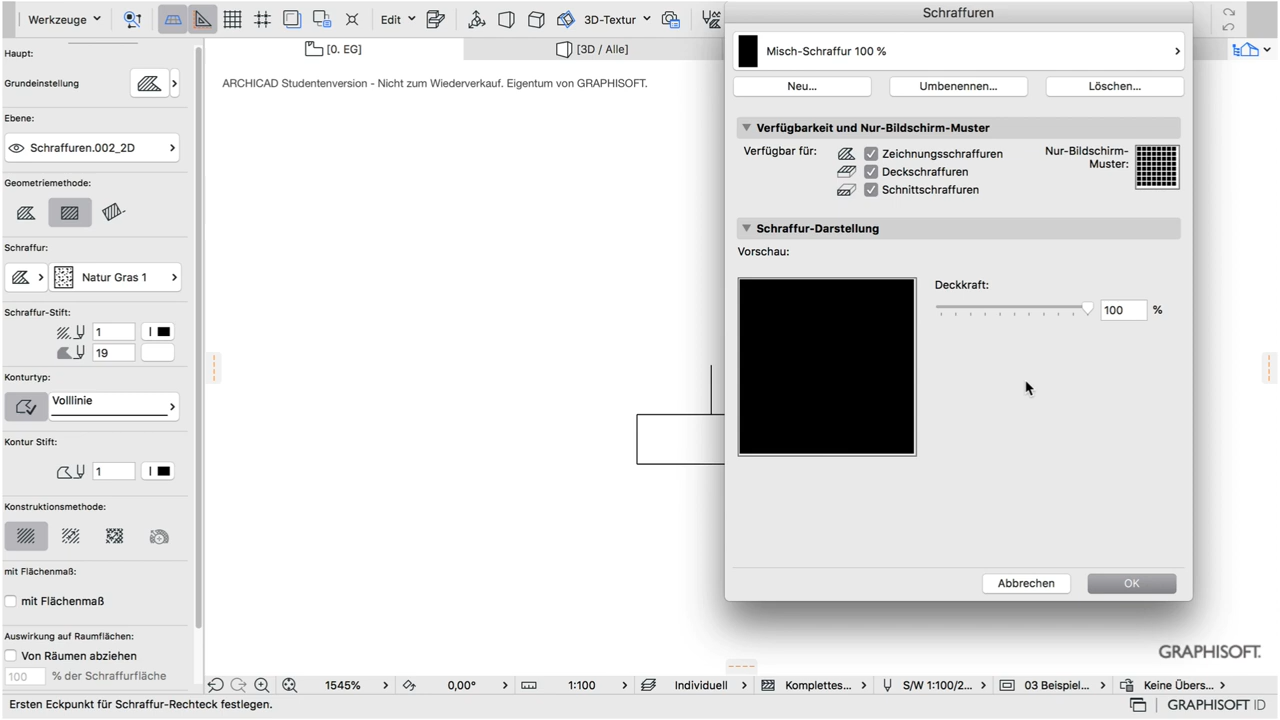 Werkzeuge
Edit
3D-Textur
[0. EG]
[3D / Alle]
ARCHICAD Studentenversion - Nicht zum Wiederverkauf. Eigentum von GRAPHISOFT.
Haupt:
Grundeinstellung
Ebene:
Schraffuren.002_2D
Geometriemethode:
Schraffur:
Natur Gras 1
Schraffur-Stift:
1
19
Konturtyp:
Volllinie
Kontur Stift:
1
Konstruktionsmethode:
mit Flächenmaß:
mit Flächenmaß
Auswirkung auf Raumflächen:
Von Räumen abziehen
100 % der Schraffurfläche
Schraffuren
Misch-Schraffur 100 %
Neu...
Umbenennen...
Löschen...
Verfügbarkeit und Nur-Bildschirm-Muster
Verfügbar für:
Zeichnungsschraffuren
Deckschraffuren
Schnittschraffuren
Nur-Bildschirm-
Muster:
Schraffur-Darstellung
Vorschau:
Deckkraft:
100 %
Abbrechen
OK
GRAPHISOFT.
1545%
0,00°
1:100
Individuell
Komplettes...
S/W 1:100/2...
03 Beispiel...
Keine Übers...
Ersten Eckpunkt für Schraffur-Rechteck festlegen.
GRAPHISOFT ID